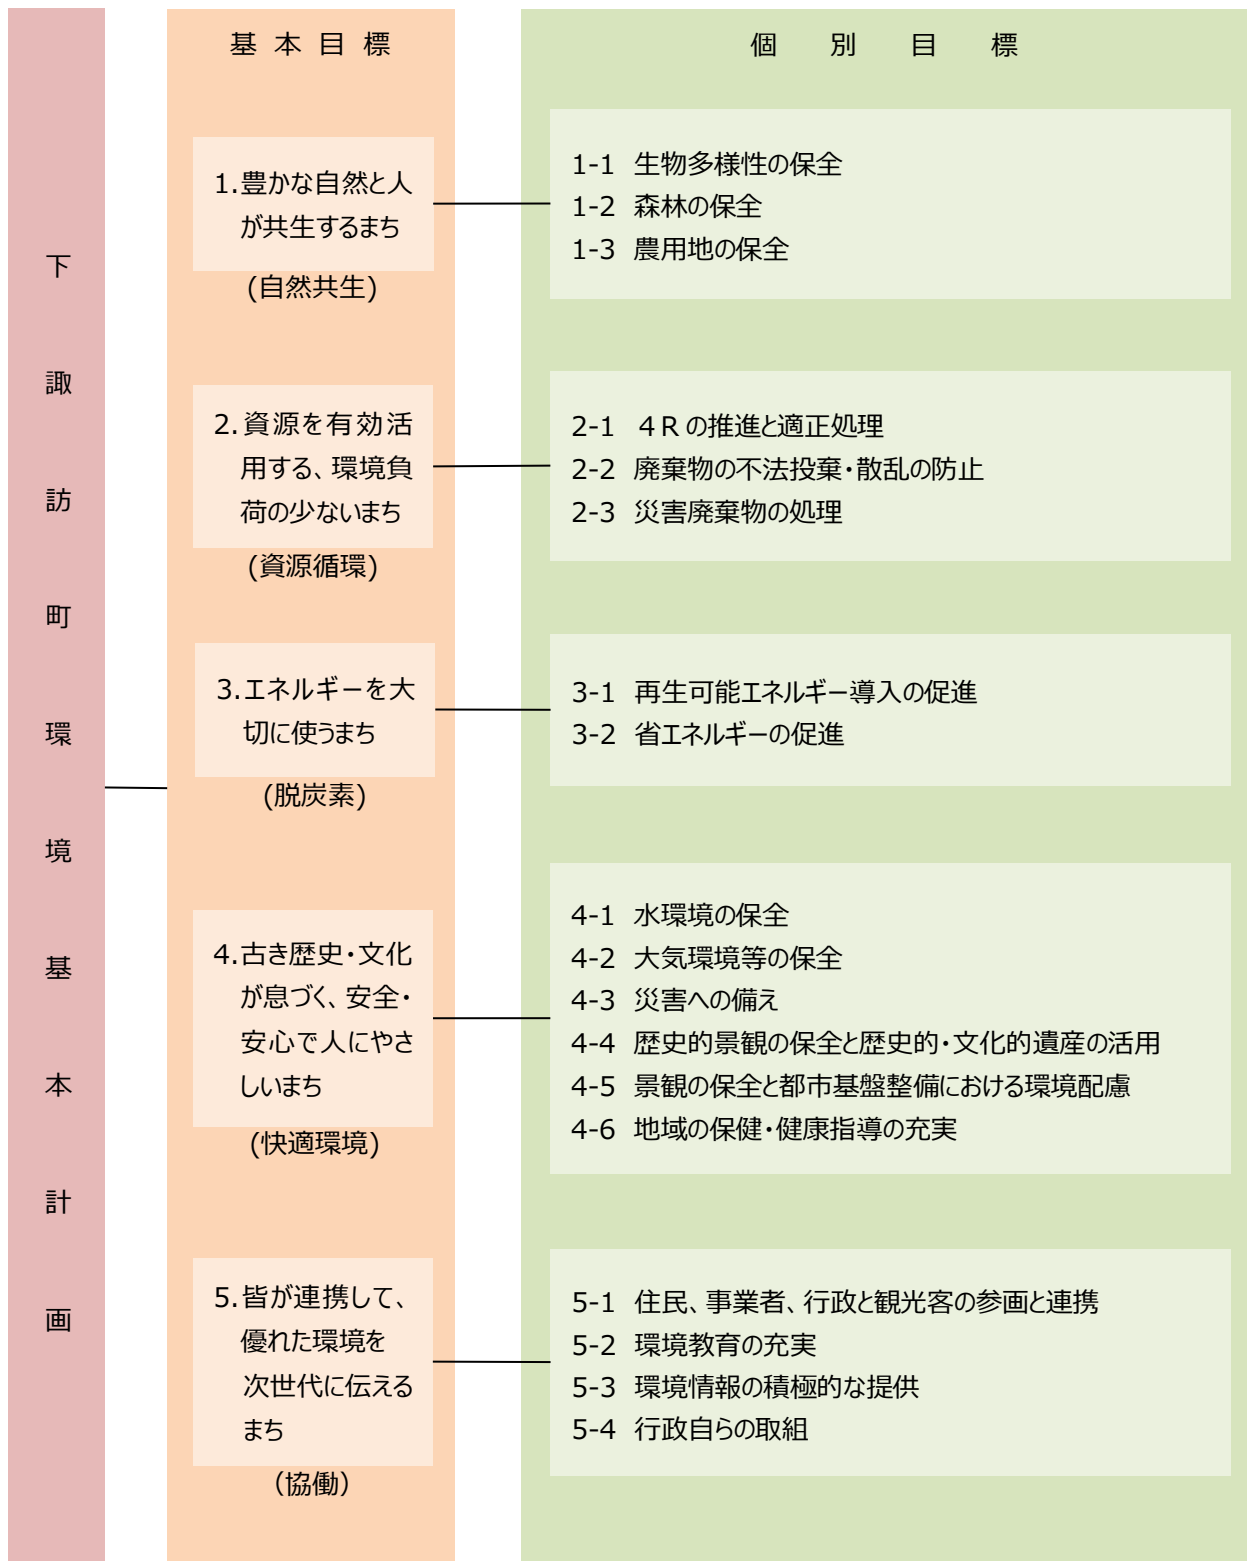 下諏訪町環境基本計画
基本目標
1.豊かな自然と人
が共生するまち
(自然共生)
2.資源を有効活
用する、環境負
荷の少ないまち
(資源循環)
3.エネルギーを大
切に使うまち
(脱炭素)
4.古き歴史・文化
が息づく、安全・
安心で人にやさ
しいまち
(快適環境)
5.皆が連携して、
優れた環境を
次世代に伝える
まち
（協働）
個別目標
1-1 生物多様性の保全
1-2 森林の保全
1-3 農用地の保全
2-1 ４Ｒの推進と適正処理
2-2 廃棄物の不法投棄・散乱の防止
2-3 災害廃棄物の処理
3-1 再生可能エネルギー導入の促進
3-2 省エネルギーの促進
4-1 水環境の保全
4-2 大気環境等の保全
4-3 災害への備え
4-4 歴史的景観の保全と歴史的・文化的遺産の活用
4-5 景観の保全と都市基盤整備における環境配慮
4-6 地域の保健・健康指導の充実
5-1 住民、事業者、行政と観光客の参画と連携
5-2 環境教育の充実
5-3 環境情報の積極的な提供
5-4 行政自らの取組